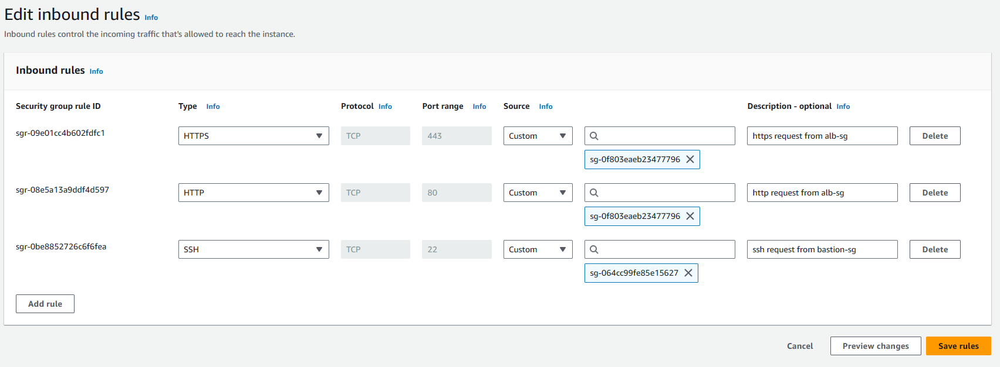 Edit inbound rules Info
Inbound rules control the incoming traffic that's allowed to reach the instance.
Inbound rules Info
Security group rule ID Type Info Protocol Info Port range Info Source Info Description - optional Info
sgr-09e01cc4b602fdfc1 HTTPS TCP 443 Custom https request from alb-sg Delete
sg-0f803eaeb23477796
sgr-08e5a13a9ddf4d597 HTTP TCP 80 Custom http request from alb-sg Delete
sg-0f803eaeb23477796
sgr-0be8852726c6f6fea SSH TCP 22 Custom ssh request from bastion-sg Delete
sg-064cc99fe85e15627
Add rule
Cancel Preview changes Save rules